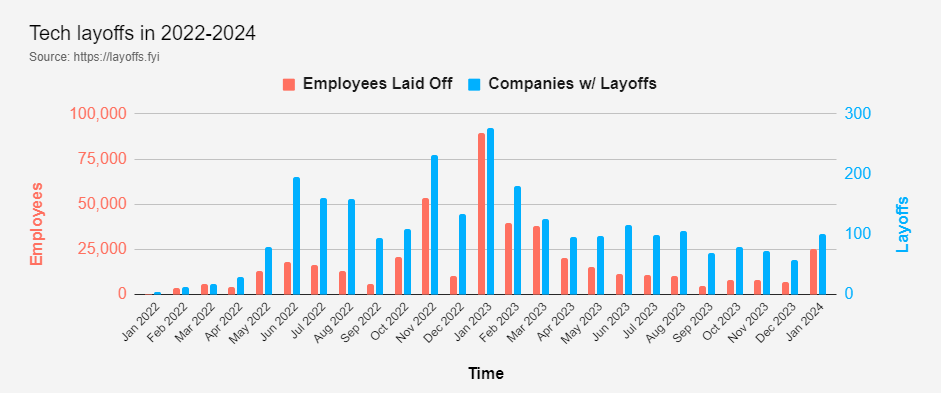 Tech layoffs in 2022-2024
Source: https://layoffs.fyi
Employees Laid Off
Companies w/ Layoffs
100,000
75,000
50,000
25,000
0
Employees
300
200
100
0
Layoffs
Jan 2022
Feb 2022
Mar 2022
Apr 2022
May 2022
Jun 2022
Jul 2022
Aug 2022
Sep 2022
Oct 2022
Nov 2022
Dec 2022
Jan 2023
Feb 2023
Mar 2023
Apr 2023
May 2023
Jun 2023
Jul 2023
Aug 2023
Sep 2023
Oct 2023
Nov 2023
Dec 2023
Jan 2024
Time